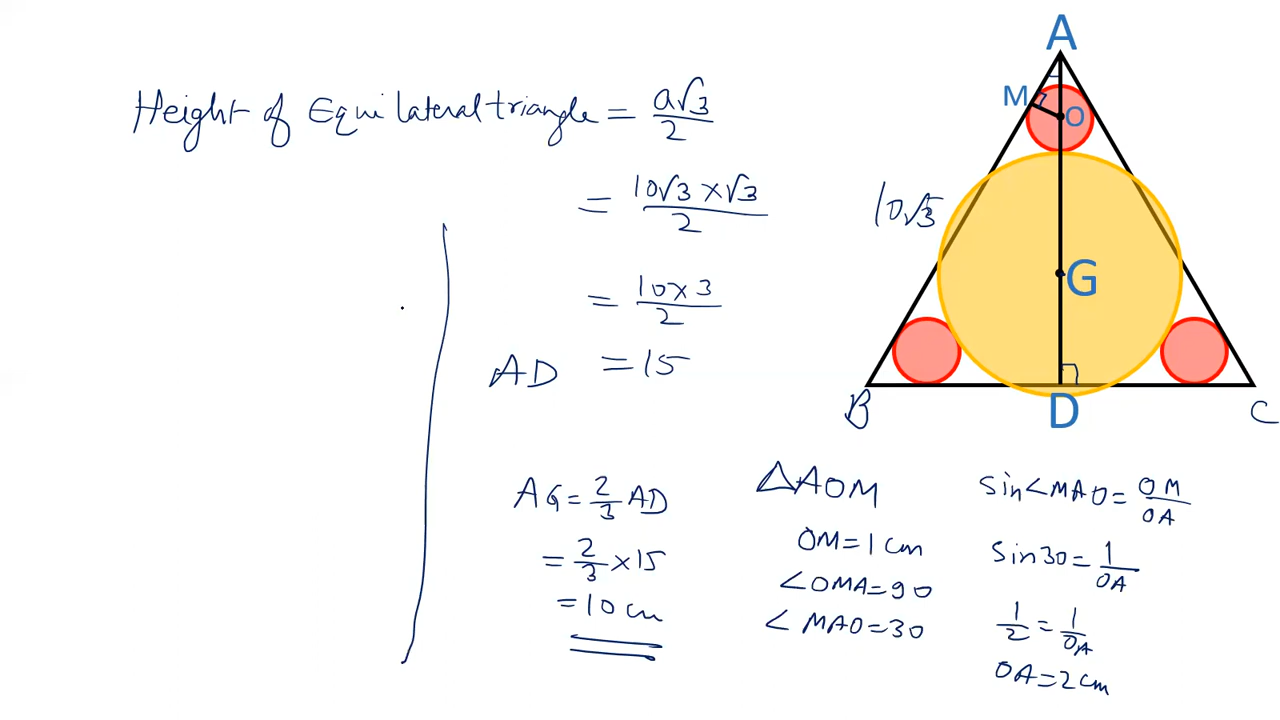 Height of Equilateral triangle = a√3/2
= 10√3 × √3/2
= 10×3/2
AD = 15
AG = 2/3 AD
= 2/3 × 15
= 10 cm
△AOM
OM = 1 cm
∠OMA = 90
∠MAO = 30
Sin∠MAO = OM/OA
Sin30 = 1/OA
1/2 = 1/OA
OA = 2 cm
A
M
O
10√3
G
B
D
C